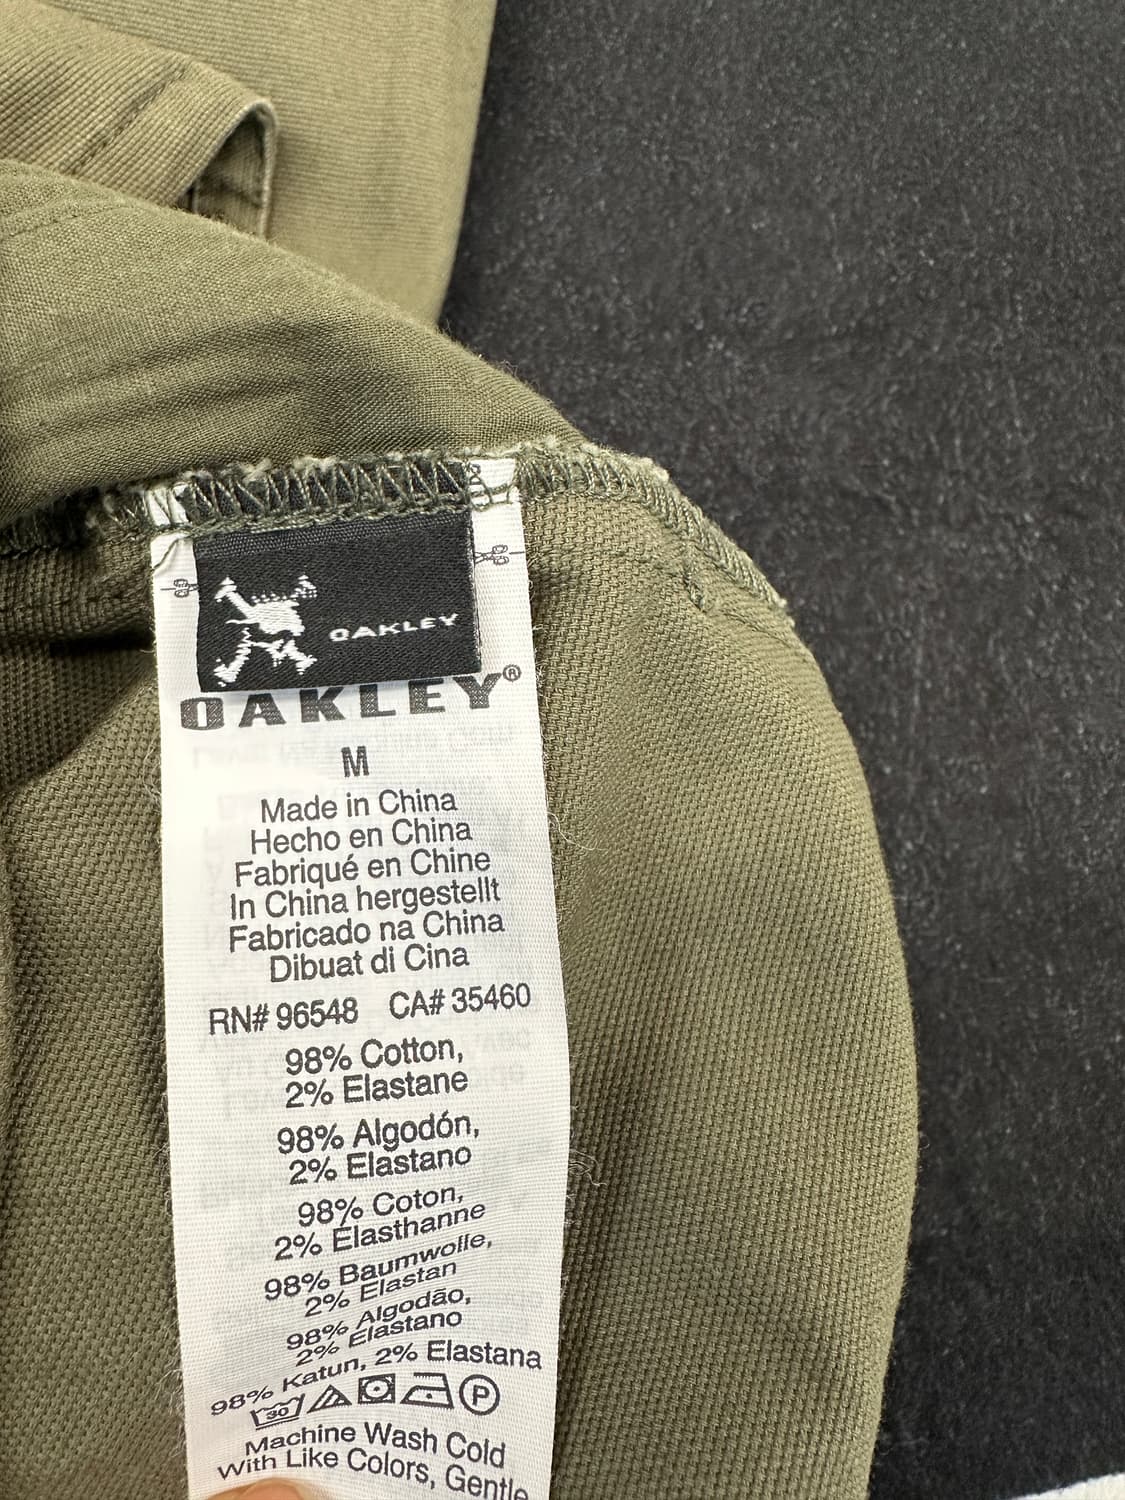 OAKLEY
OAKLEY®
M
Made in China
Hecho en China
Fabriqué en Chine
In China hergestellt
Fabricado na China
Dibuat di Cina
RN# 96548 CA# 35460
98% Cotton,
2% Elastane
98% Algodón,
2% Elastano
98% Coton,
2% Elasthanne
98% Baumwolle,
2% Elastan
98% Algodão,
2% Elastano
98% Katun, 2% Elastana
30 P
Machine Wash Cold
With Like Colors, Gentle